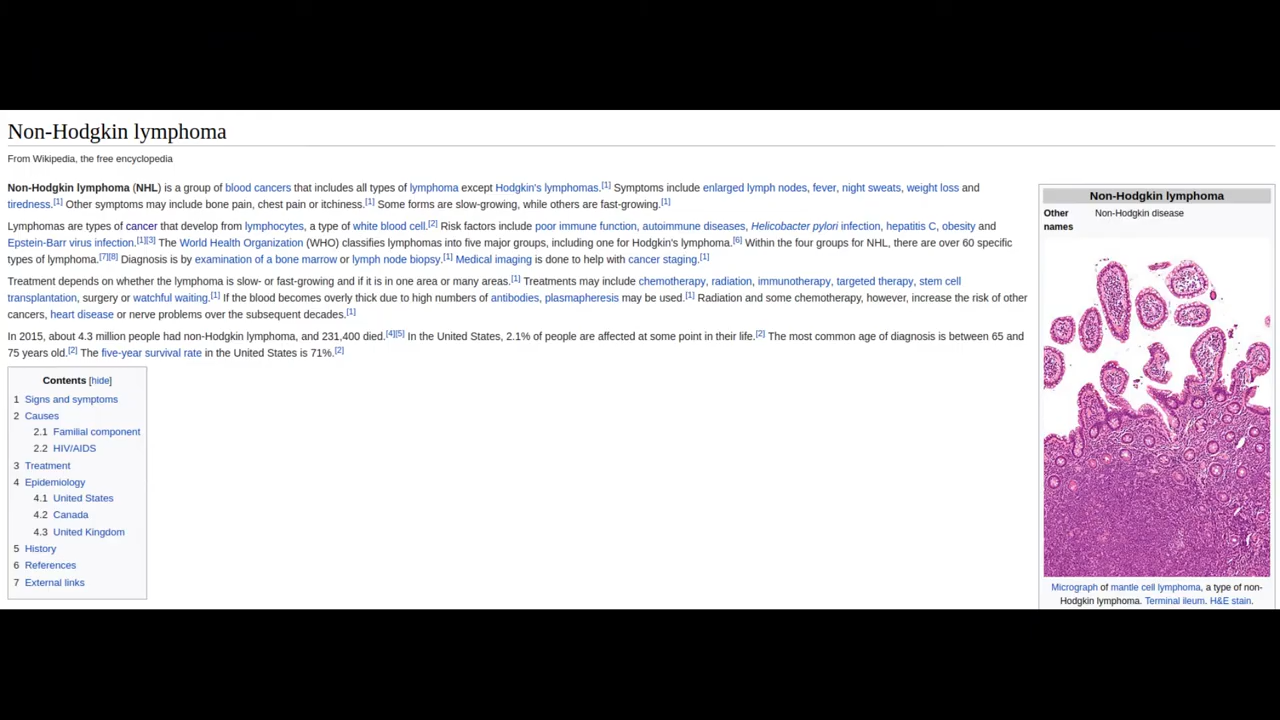 Non-Hodgkin lymphoma
From Wikipedia, the free encyclopedia
Non-Hodgkin lymphoma (NHL) is a group of blood cancers that includes all types of lymphoma except Hodgkin's lymphomas.[1] Symptoms include enlarged lymph nodes, fever, night sweats, weight loss and
tiredness.[1] Other symptoms may include bone pain, chest pain or itchiness.[1] Some forms are slow-growing, while others are fast-growing.[1]
Lymphomas are types of cancer that develop from lymphocytes, a type of white blood cell.[2] Risk factors include poor immune function, autoimmune diseases, Helicobacter pylori infection, hepatitis C, obesity and
Epstein-Barr virus infection.[1][3] The World Health Organization (WHO) classifies lymphomas into five major groups, including one for Hodgkin's lymphoma.[6] Within the four groups for NHL, there are over 60 specific
types of lymphoma.[7][8] Diagnosis is by examination of a bone marrow or lymph node biopsy.[1] Medical imaging is done to help with cancer staging.[1]
Treatment depends on whether the lymphoma is slow- or fast-growing and if it is in one area or many areas.[1] Treatments may include chemotherapy, radiation, immunotherapy, targeted therapy, stem cell
transplantation, surgery or watchful waiting.[1] If the blood becomes overly thick due to high numbers of antibodies, plasmapheresis may be used.[1] Radiation and some chemotherapy, however, increase the risk of other
cancers, heart disease or nerve problems over the subsequent decades.[1]
In 2015, about 4.3 million people had non-Hodgkin lymphoma, and 231,400 died.[4][5] In the United States, 2.1% of people are affected at some point in their life.[2] The most common age of diagnosis is between 65 and
75 years old.[2] The five-year survival rate in the United States is 71%.[2]
Contents [hide]
1 Signs and symptoms
2 Causes
2.1 Familial component
2.2 HIV/AIDS
3 Treatment
4 Epidemiology
4.1 United States
4.2 Canada
4.3 United Kingdom
5 History
6 References
7 External links
Non-Hodgkin lymphoma
Other Non-Hodgkin disease
names
Micrograph of mantle cell lymphoma, a type of non-
Hodgkin lymphoma. Terminal ileum. H&E stain.